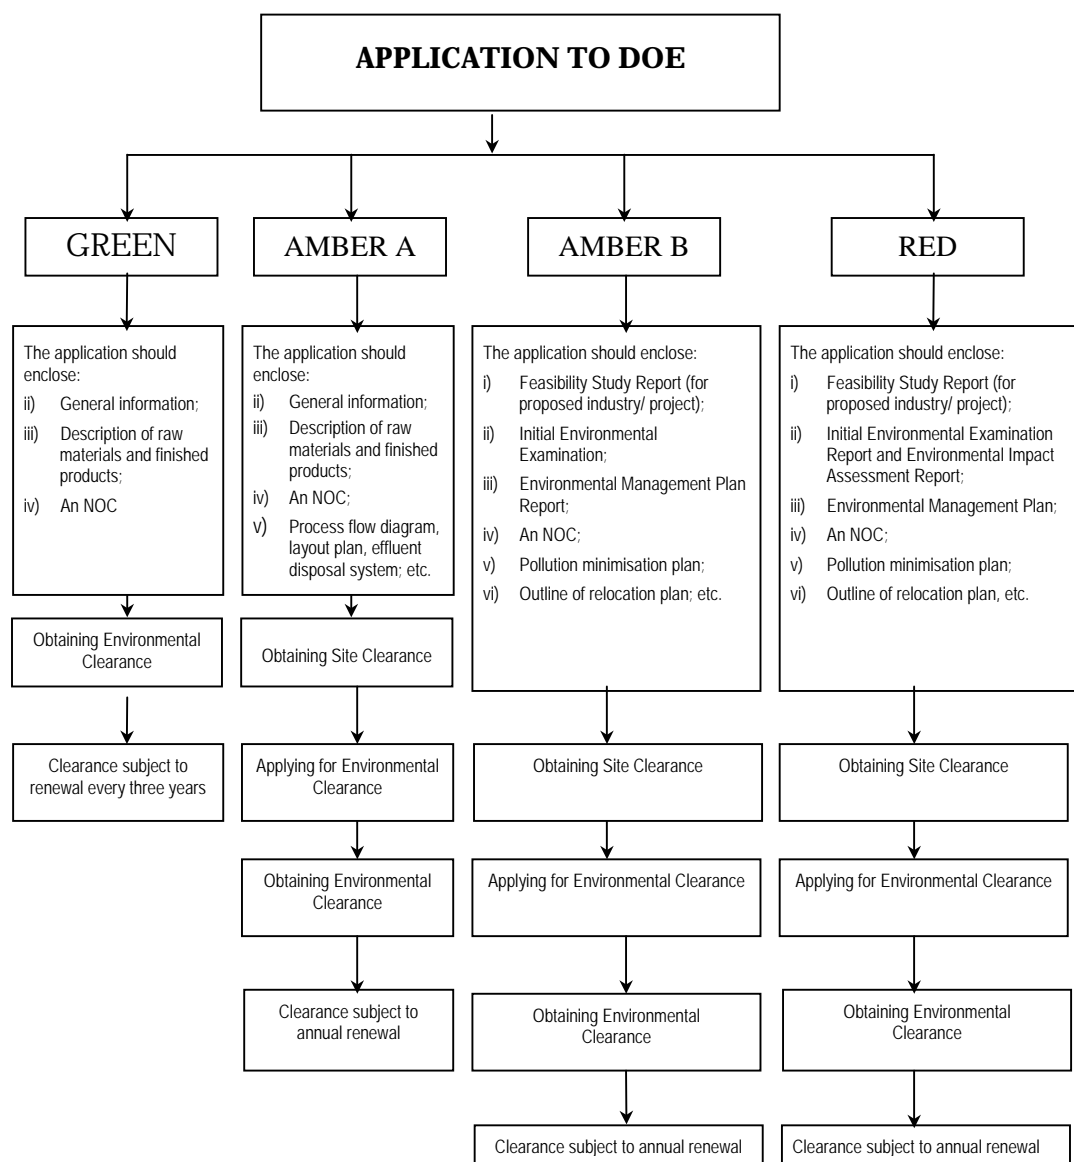 APPLICATION TO DOE
GREEN
AMBER A
AMBER B
RED
The application should
enclose:
ii) General information;
iii) Description of raw
materials and finished
products;
iv) An NOC
The application should
enclose:
ii) General information;
iii) Description of raw
materials and finished
products;
iv) An NOC;
v) Process flow diagram,
layout plan, effluent
disposal system; etc.
The application should enclose:
i) Feasibility Study Report (for
proposed industry/ project);
ii) Initial Environmental
Examination;
iii) Environmental Management Plan
Report;
iv) An NOC;
v) Pollution minimisation plan;
vi) Outline of relocation plan; etc.
The application should enclose:
i) Feasibility Study Report (for
proposed industry/ project);
ii) Initial Environmental Examination
Report and Environmental Impact
Assessment Report;
iii) Environmental Management Plan;
iv) An NOC;
v) Pollution minimisation plan;
vi) Outline of relocation plan, etc.
Obtaining Environmental
Clearance
Obtaining Site Clearance
Clearance subject to
renewal every three years
Applying for Environmental
Clearance
Obtaining Site Clearance
Obtaining Site Clearance
Obtaining Environmental
Clearance
Applying for Environmental Clearance
Applying for Environmental Clearance
Clearance subject to
annual renewal
Obtaining Environmental
Clearance
Obtaining Environmental
Clearance
Clearance subject to annual renewal
Clearance subject to annual renewal